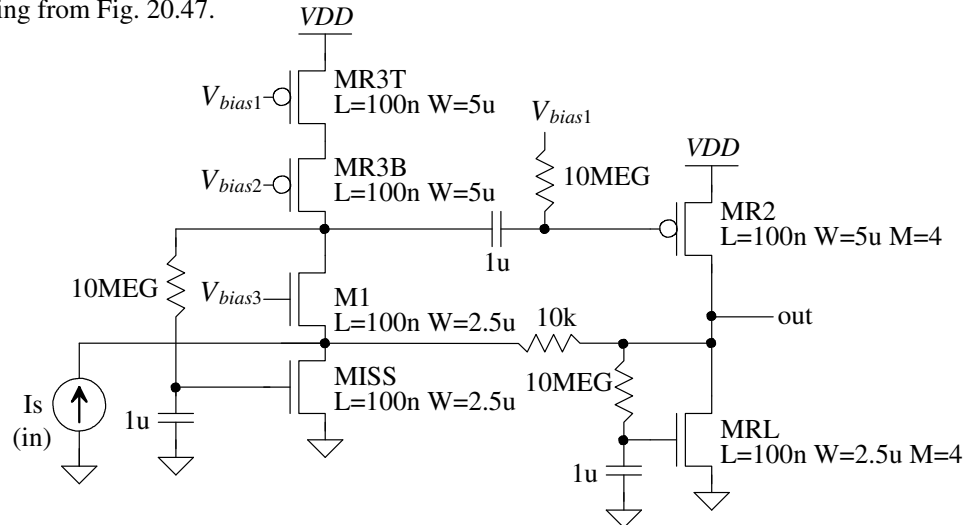 ing from Fig. 20.47.
VDD
MR3T
L=100n W=5u
Vbias1
Vbias1
VDD
MR3B
L=100n W=5u
Vbias2
10MEG
MR2
L=100n W=5u M=4
1u
10MEG
Vbias3
M1
L=100n W=2.5u
10k
out
MISS
L=100n W=2.5u
10MEG
Is
(in)
1u
MRL
L=100n W=2.5u M=4
1u